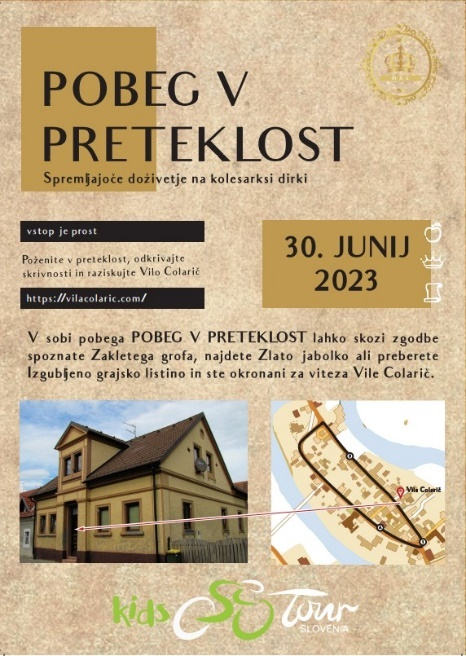 POBEG V
PRETEKLOST
Spremljajoče doživetje na kolesarksi dirki
vstop je prost
Poženite v preteklost, odkrivajte
skrivnosti in raziskujte Vilo Colarič
https://vilacolaric.com/
30. JUNIJ
2023
V sobi pobega POBEG V PRETEKLOST lahko skozi zgodbe
spoznate Zakletega grofa, najdete Zlato jabolko ali preberete
Izgubljeno grajsko listino in ste okronani za viteza Vile Colarič.
Vila Colarič
kids Tour
SLOVENIA